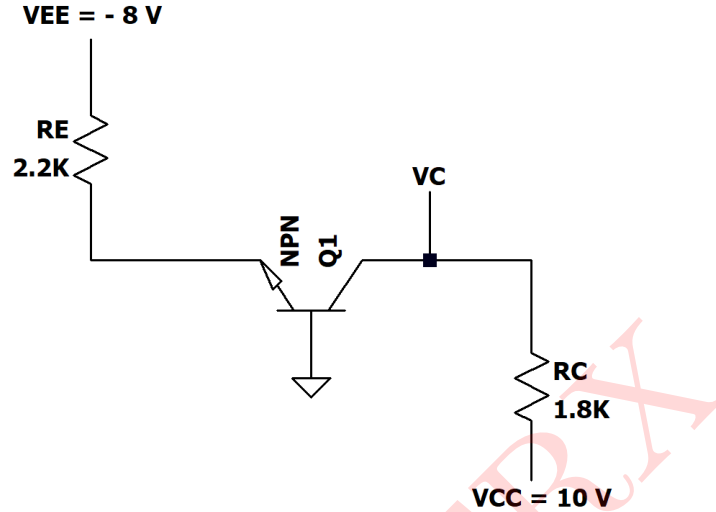 VEE = - 8 V
RE
2.2K
VC
NPN
Q1
RC
1.8K
VCC = 10 V